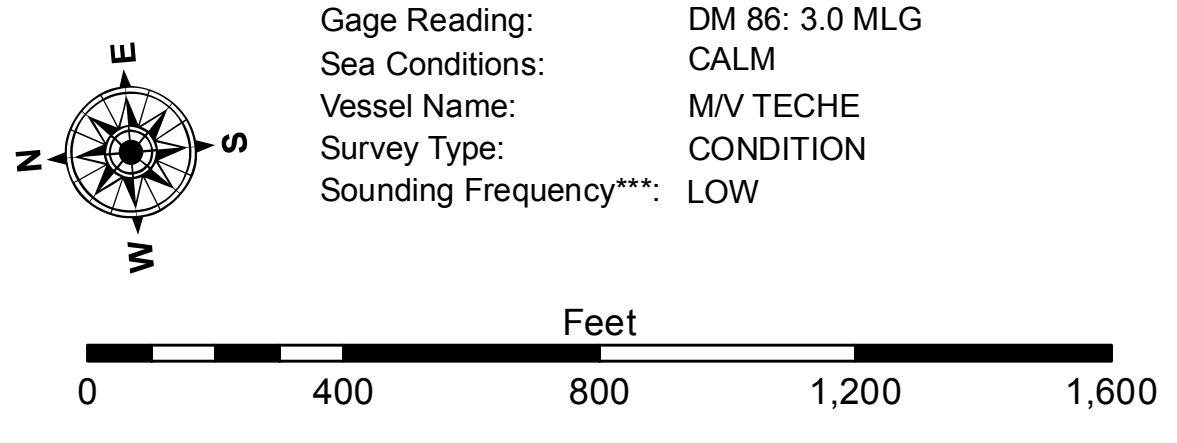 Gage Reading: DM 86: 3.0 MLG
Sea Conditions: CALM
Vessel Name: M/V TECHE
Survey Type: CONDITION
Sounding Frequency***: LOW
E
N
S
W
Feet
0 400 800 1,200 1,600